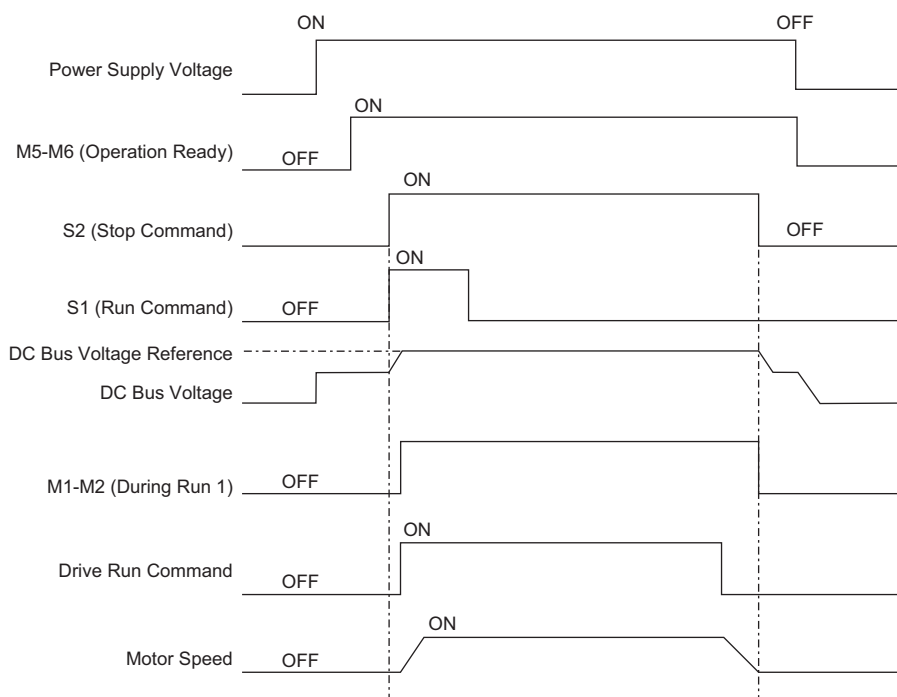 ON OFF
Power Supply Voltage
ON
M5-M6 (Operation Ready) OFF
ON
S2 (Stop Command) OFF
ON
S1 (Run Command) OFF
DC Bus Voltage Reference
DC Bus Voltage
M1-M2 (During Run 1) OFF
ON
Drive Run Command OFF
ON
Motor Speed OFF